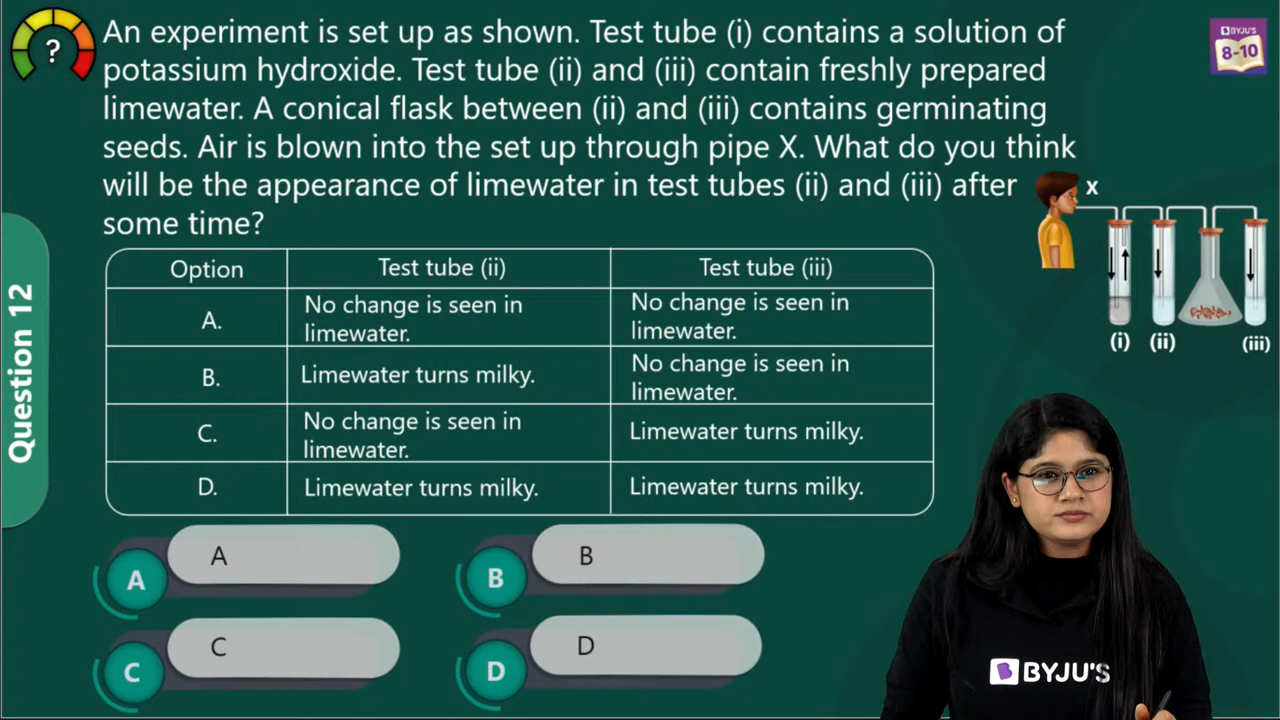 ?
An experiment is set up as shown. Test tube (i) contains a solution of
potassium hydroxide. Test tube (ii) and (iii) contain freshly prepared
limewater. A conical flask between (ii) and (iii) contains germinating
seeds. Air is blown into the set up through pipe X. What do you think
will be the appearance of limewater in test tubes (ii) and (iii) after
some time?
BYJU'S
8-10
X
(i) (ii) (iii)
Question 12
Option Test tube (ii) Test tube (iii)
A. No change is seen in limewater. No change is seen in limewater.
B. Limewater turns milky. No change is seen in limewater.
C. No change is seen in limewater. Limewater turns milky.
D. Limewater turns milky. Limewater turns milky.
A A
B B
C C
D D
BYJU'S